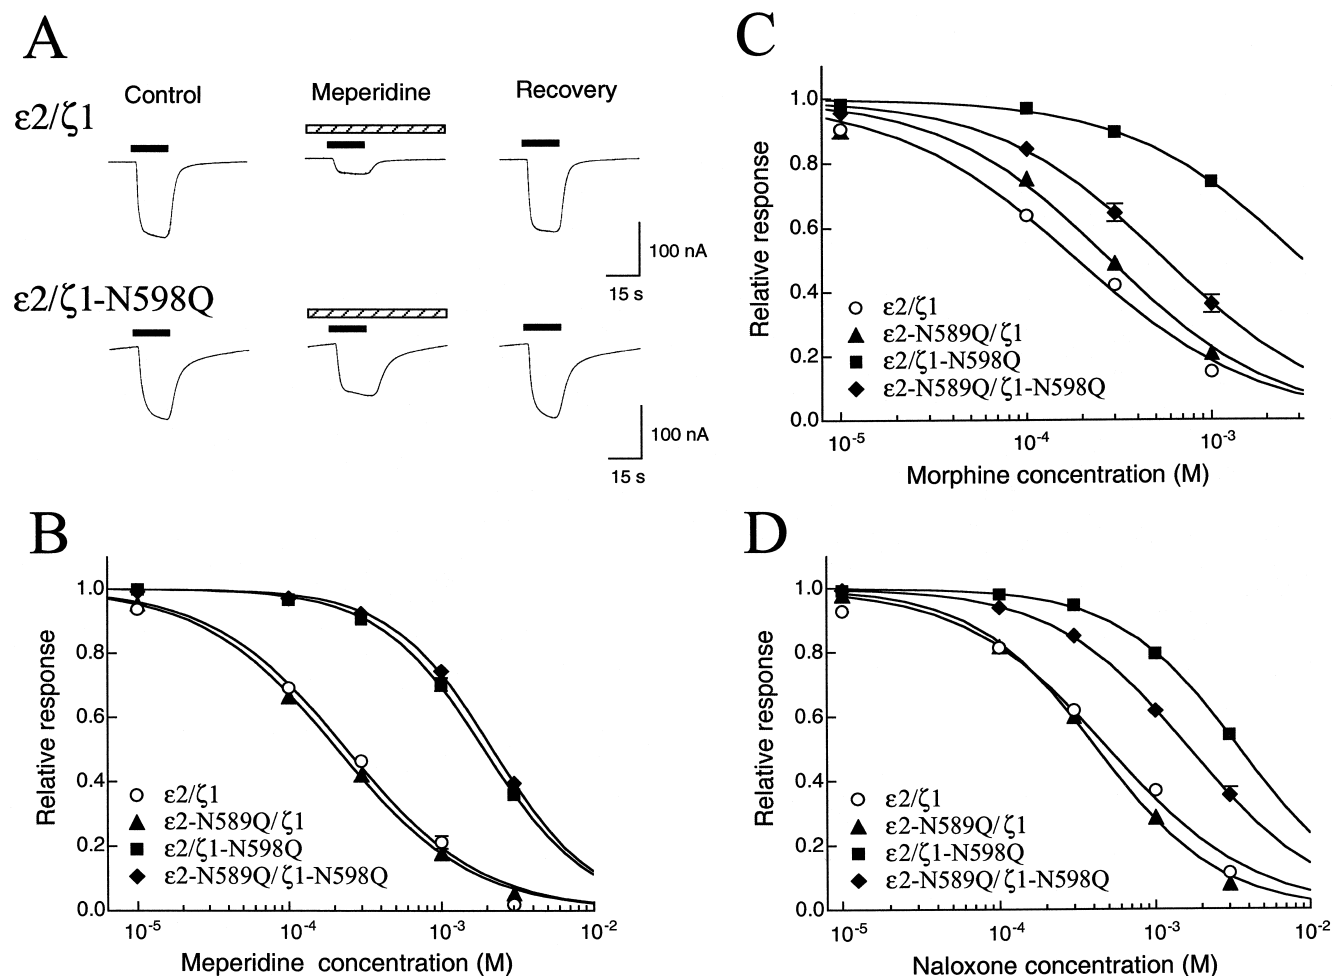 A
Control
Meperidine
Recovery
ε2/ζ1
100 nA
15 s
ε2/ζ1-N598Q
100 nA
15 s
B
1.0
0.8
0.6
0.4
0.2
0.0
Relative response
ε2/ζ1
ε2-N589Q/ζ1
ε2/ζ1-N598Q
ε2-N589Q/ζ1-N598Q
10-5
10-4
10-3
10-2
Meperidine concentration (M)
C
1.0
0.8
0.6
0.4
0.2
0.0
Relative response
ε2/ζ1
ε2-N589Q/ζ1
ε2/ζ1-N598Q
ε2-N589Q/ζ1-N598Q
10-5
10-4
10-3
Morphine concentration (M)
D
1.0
0.8
0.6
0.4
0.2
0.0
Relative response
ε2/ζ1
ε2-N589Q/ζ1
ε2/ζ1-N598Q
ε2-N589Q/ζ1-N598Q
10-5
10-4
10-3
10-2
Naloxone concentration (M)